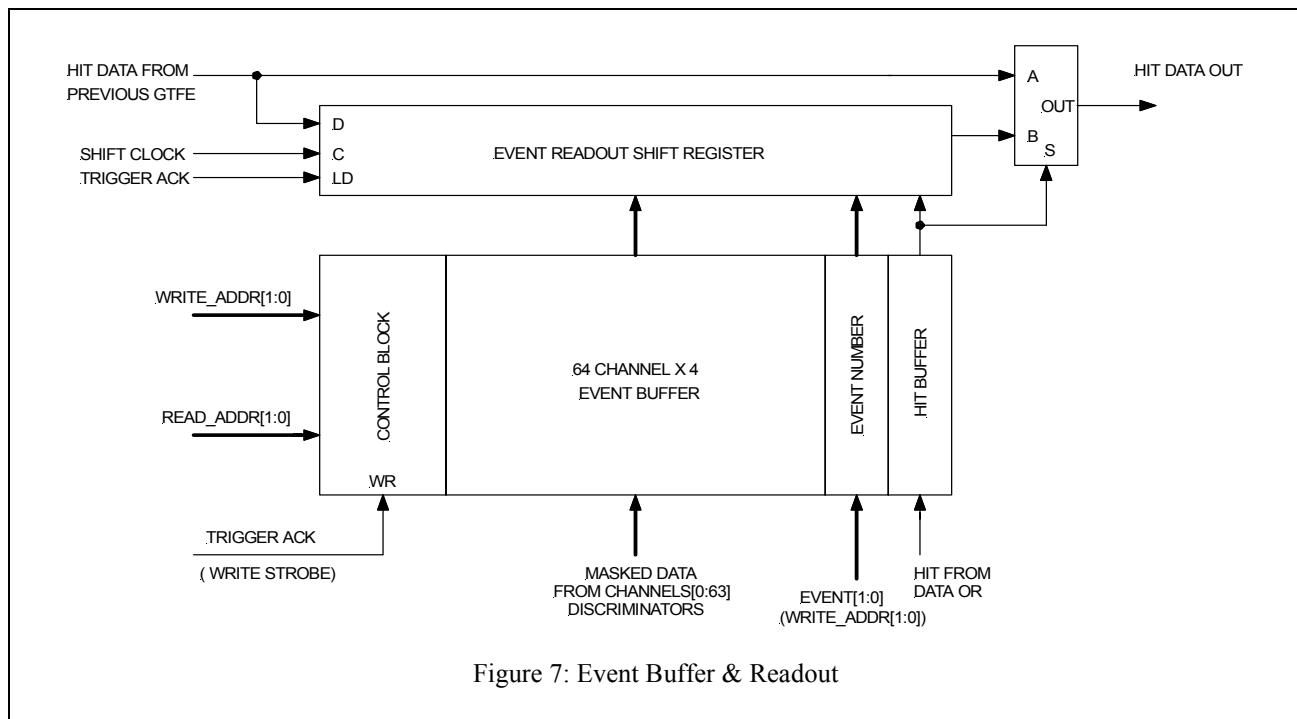 HIT DATA FROM
PREVIOUS GTFE
SHIFT CLOCK
TRIGGER ACK
D
C
LD
EVENT READOUT SHIFT REGISTER
A
OUT
B
S
HIT DATA OUT
WRITE_ADDR[1:0]
READ_ADDR[1:0]
CONTROL BLOCK
WR
64 CHANNEL X 4
EVENT BUFFER
EVENT NUMBER
HIT BUFFER
TRIGGER ACK
( WRITE STROBE)
MASKED DATA
FROM CHANNELS[0:63]
DISCRIMINATORS
EVENT[1:0]
(WRITE_ADDR[1:0])
HIT FROM
DATA OR
Figure 7: Event Buffer & Readout